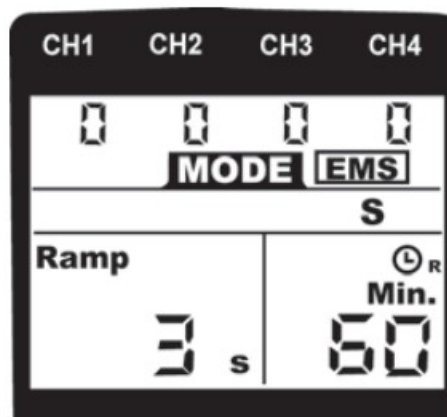 CH1 CH2 CH3 CH4
0 0 0 0
MODE EMS
S
Ramp R
Min.
3 s 60